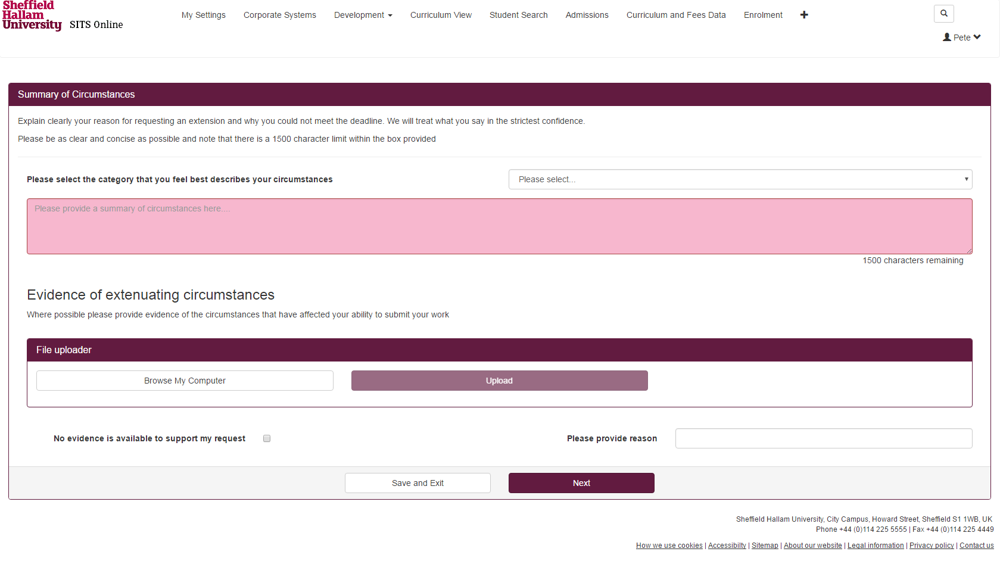 Sheffield
Hallam
University
SITS Online
My Settings Corporate Systems Development Curriculum View Student Search Admissions Curriculum and Fees Data Enrolment
Pete
Summary of Circumstances
Explain clearly your reason for requesting an extension and why you could not meet the deadline. We will treat what you say in the strictest confidence.
Please be as clear and concise as possible and note that there is a 1500 character limit within the box provided
Please select the category that you feel best describes your circumstances
Please select...
Please provide a summary of circumstances here....
1500 characters remaining
Evidence of extenuating circumstances
Where possible please provide evidence of the circumstances that have affected your ability to submit your work
File uploader
Browse My Computer
Upload
No evidence is available to support my request
Please provide reason
Save and Exit
Next
Sheffield Hallam University, City Campus, Howard Street, Sheffield S1 1WB, UK
Phone +44 (0)114 225 5555 | Fax +44 (0)114 225 4449
How we use cookies | Accessibilty | Sitemap | About our website | Legal information | Privacy policy | Contact us